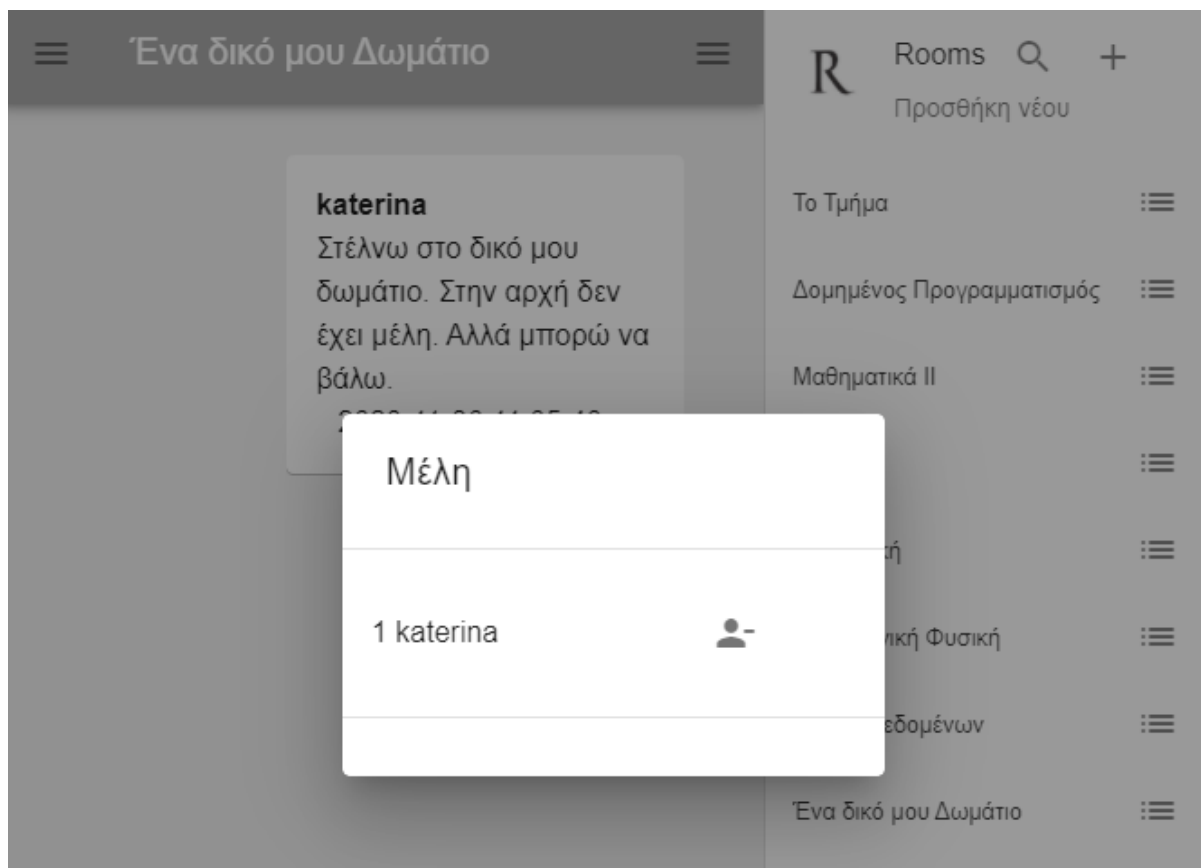 Ένα δικό μου Δωμάτιο
katerina
Στέλνω στο δικό μου
δωμάτιο. Στην αρχή δεν
έχει μέλη. Αλλά μπορώ να
βάλω.
Μέλη
1 katerina
R
Rooms
Προσθήκη νέου
Το Τμήμα
Δομημένος Προγραμματισμός
Μαθηματικά ΙΙ
Ένα δικό μου Δωμάτιο
Φυσική